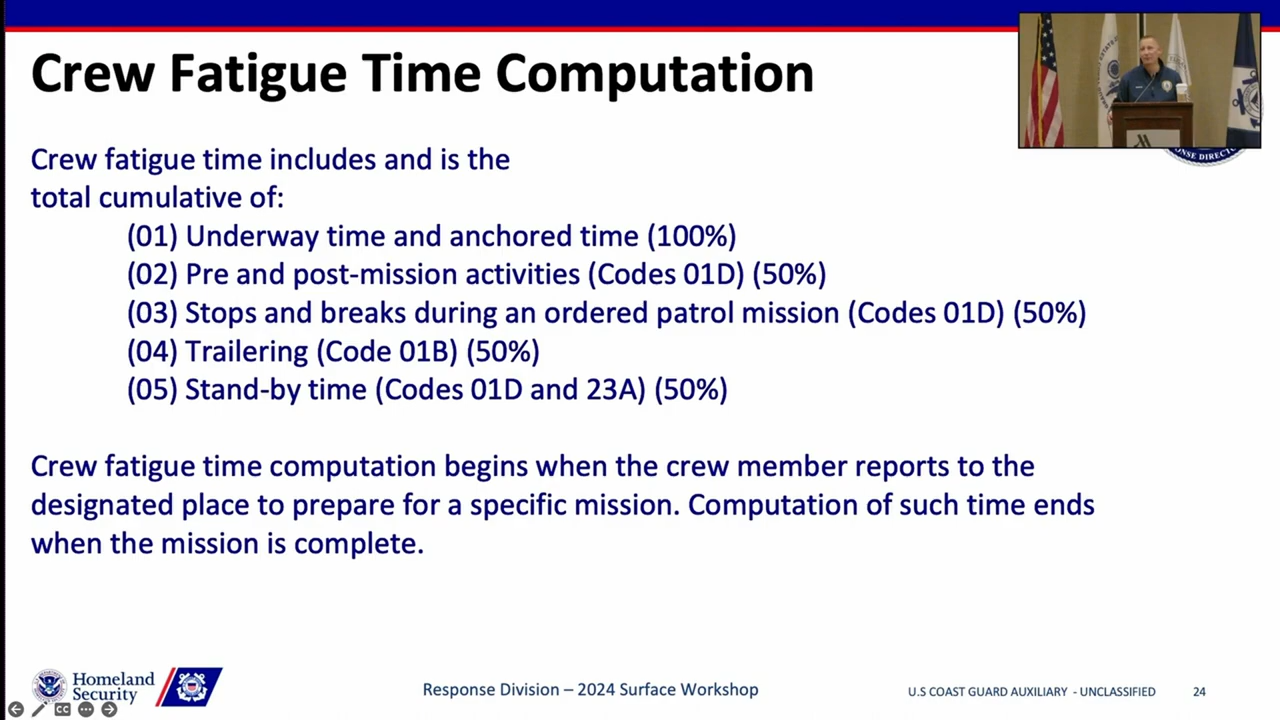 Crew Fatigue Time Computation
Crew fatigue time includes and is the
total cumulative of:
(01) Underway time and anchored time (100%)
(02) Pre and post-mission activities (Codes 01D) (50%)
(03) Stops and breaks during an ordered patrol mission (Codes 01D) (50%)
(04) Trailering (Code 01B) (50%)
(05) Stand-by time (Codes 01D and 23A) (50%)
Crew fatigue time computation begins when the crew member reports to the
designated place to prepare for a specific mission. Computation of such time ends
when the mission is complete.
Homeland
Security
Response Division – 2024 Surface Workshop
U.S COAST GUARD AUXILIARY - UNCLASSIFIED
24
CC